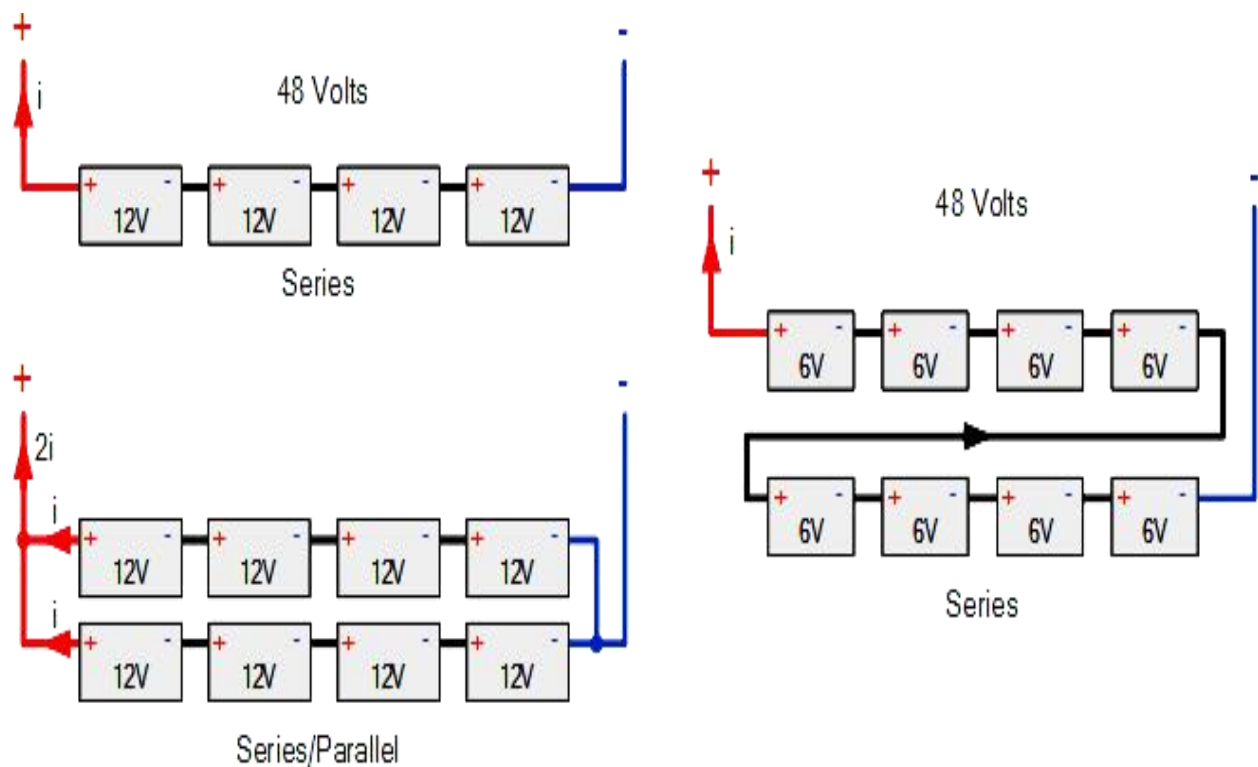 + -
i
48 Volts
+ - + - + - + -
12V 12V 12V 12V
Series
+ -
2i
i
+ - + - + - + -
12V 12V 12V 12V
i
+ - + - + - + -
12V 12V 12V 12V
Series/Parallel
+ -
48 Volts
i
+ - + - + - + -
6V 6V 6V 6V
+ - + - + - + -
6V 6V 6V 6V
Series